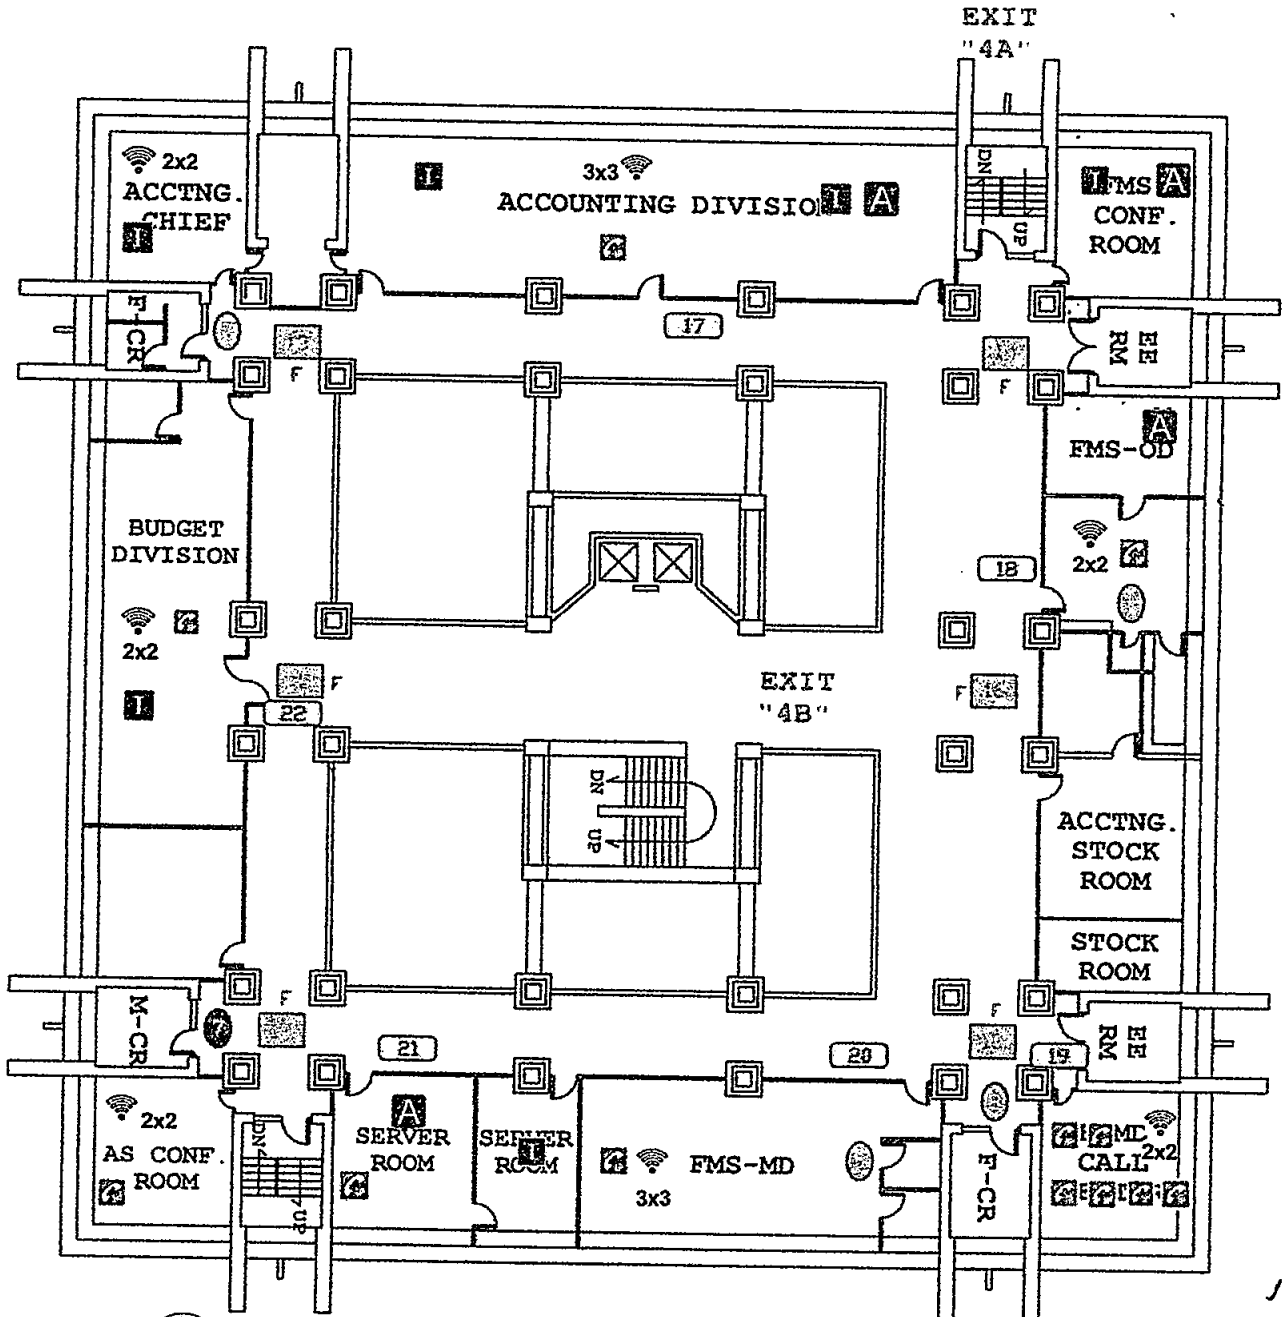 EXIT
"4A"
2x2
ACCTNG.
CHIEF
I
I
3x3
ACCOUNTING DIVISIO
I A
DN
UP
I FMS A
CONF.
ROOM
F-CR
F
17
F
EE
RM
A
FMS-OD
BUDGET
DIVISION
2x2
I
18
2x2
F
22
EXIT
"4B"
F
DN
UP
ACCTNG.
STOCK
ROOM
STOCK
ROOM
M-CR
F
21
20
F
19
EE
RM
2x2
AS CONF.
ROOM
DN
UP
A
SERVER
ROOM
SERVER
ROOM
I
3x3
FMS-MD
F-CR
MD
2x2
CALL